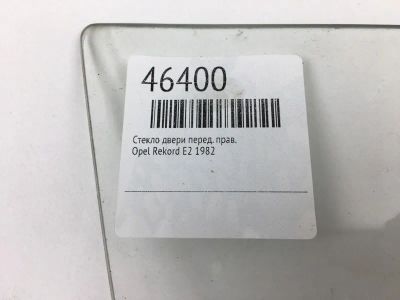 46400
Стекло двери перед. прав.
Opel Rekord E2 1982